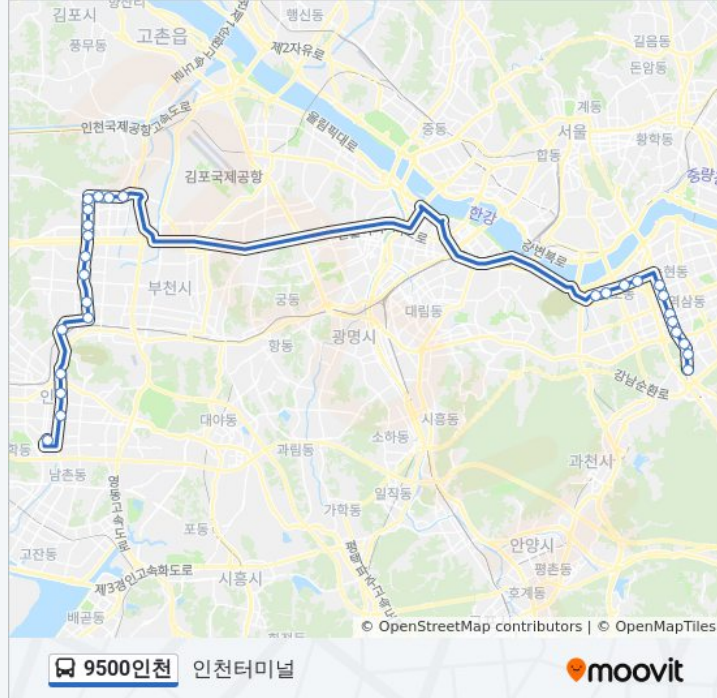 김포시
고촌읍
행신동
풍무동
제2자유로
길음동
돈암동
계동
인천국제공항고속도로
올림픽대로
중동
서울
황학동
합동
김포국제공항
한강
강변북로
부천시
궁동
대림동
역삼동
광명시
항동
강남순환로
대야동
시흥동
소하동
과림동
과천시
남촌동
일직동
영동고속도로
가학동
포동
안양시
고잔동
평촌동
제3경인고속화도로
시흥시
호계동
배곧동
© OpenStreetMap contributors | © OpenMapTiles
9500인천
인천터미널
moovit